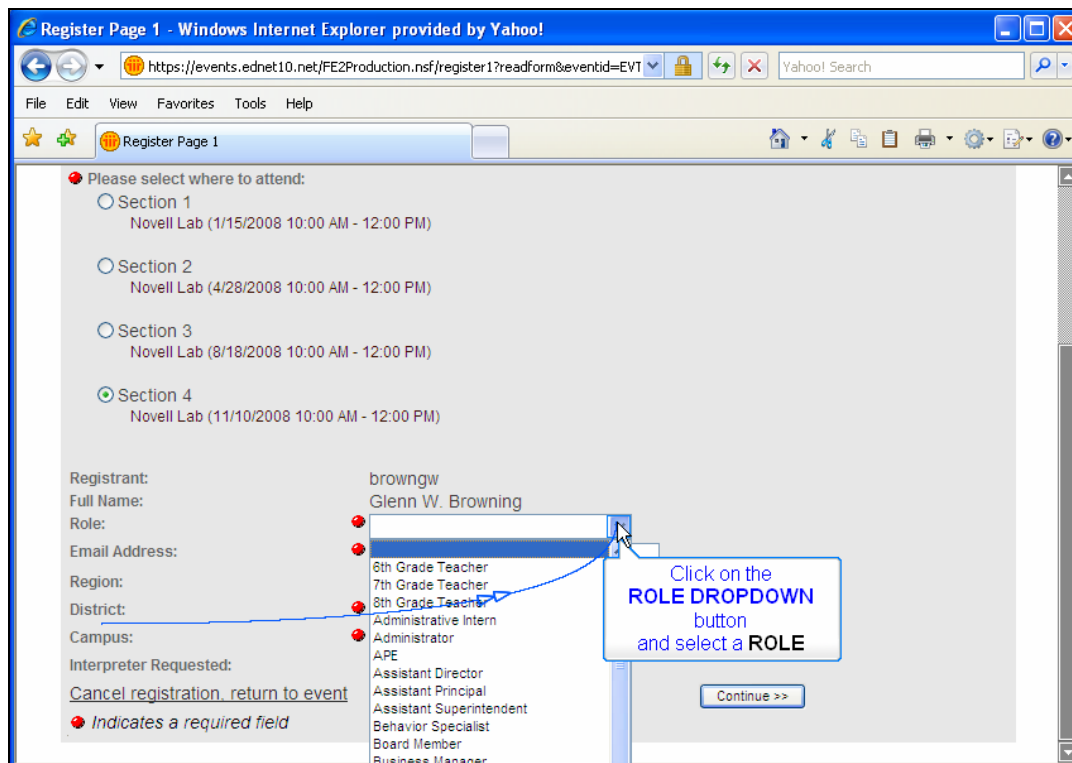 Register Page 1 - Windows Internet Explorer provided by Yahoo!
https://events.ednet10.net/FE2Production.nsf/register1?readform&eventid=EVT
Yahoo! Search
File Edit View Favorites Tools Help
Register Page 1
Please select where to attend:
Section 1
Novell Lab (1/15/2008 10:00 AM - 12:00 PM)
Section 2
Novell Lab (4/28/2008 10:00 AM - 12:00 PM)
Section 3
Novell Lab (8/18/2008 10:00 AM - 12:00 PM)
Section 4
Novell Lab (11/10/2008 10:00 AM - 12:00 PM)
Registrant: browngw
Full Name: Glenn W. Browning
Role:
Email Address:
Region:
District:
Campus:
Interpreter Requested:
Cancel registration, return to event
Indicates a required field
6th Grade Teacher
7th Grade Teacher
8th Grade Teacher
Administrative Intern
Administrator
APE
Assistant Director
Assistant Principal
Assistant Superintendent
Behavior Specialist
Board Member
Business Manager
Click on the
ROLE DROPDOWN
button
and select a ROLE
Continue >>